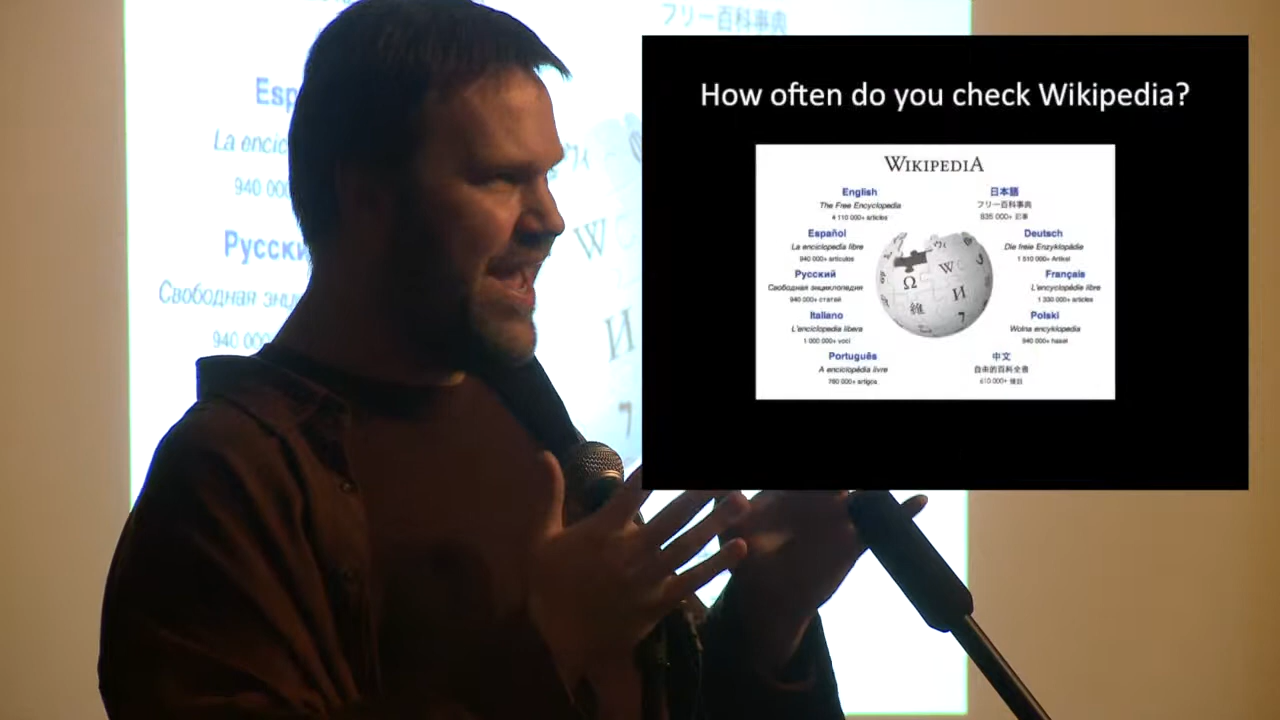 フリー百科事典
Esp
La encic
940 000
Русски
Свободная энци
940 000
How often do you check Wikipedia?
WIKIPEDIA
English
The Free Encyclopedia
4 110 000+ articles
日本語
フリー百科事典
835 000+ 記事
Español
La enciclopedia libre
940 000+ artículos
Deutsch
Die freie Enzyklopädie
1 510 000+ Artikel
Русский
Свободная энциклопедия
940 000+ статей
Français
L'encyclopédie libre
1 330 000+ articles
Italiano
L'enciclopedia libera
1 000 000+ voci
Polski
Wolna encyklopedia
940 000+ haseł
Português
A enciclopédia livre
760 000+ artigos
中文
自由的百科全書
610 000+ 條目
W
Ω
W
И
維
7
И
7